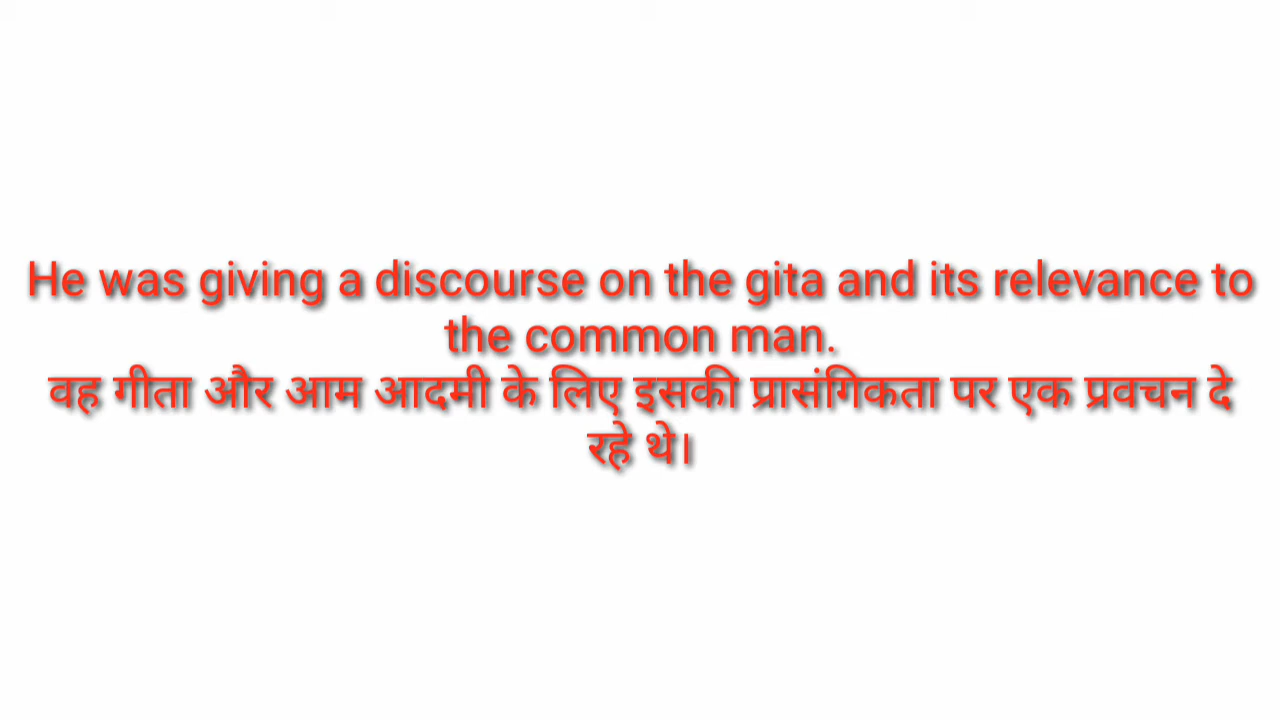 He was giving a discourse on the gita and its relevance to
the common man.
वह गीता और आम आदमी के लिए इसकी प्रासंगिकता पर एक प्रवचन दे
रहे थे।